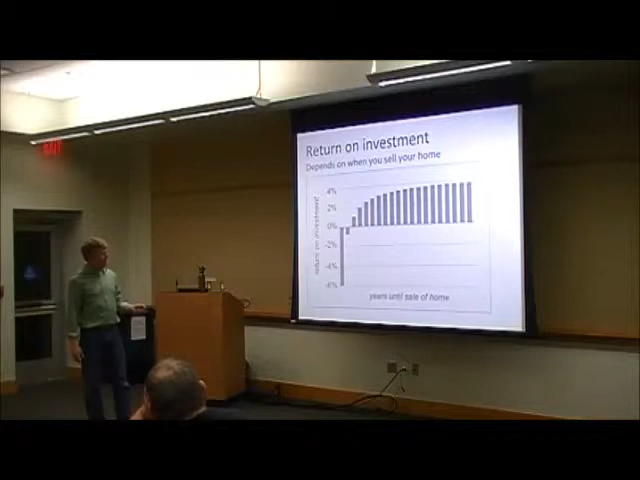 EXIT
Return on investment
Depends on when you sell your home
4%
2%
0%
-2%
-4%
-6%
return on investment
years until sale of home